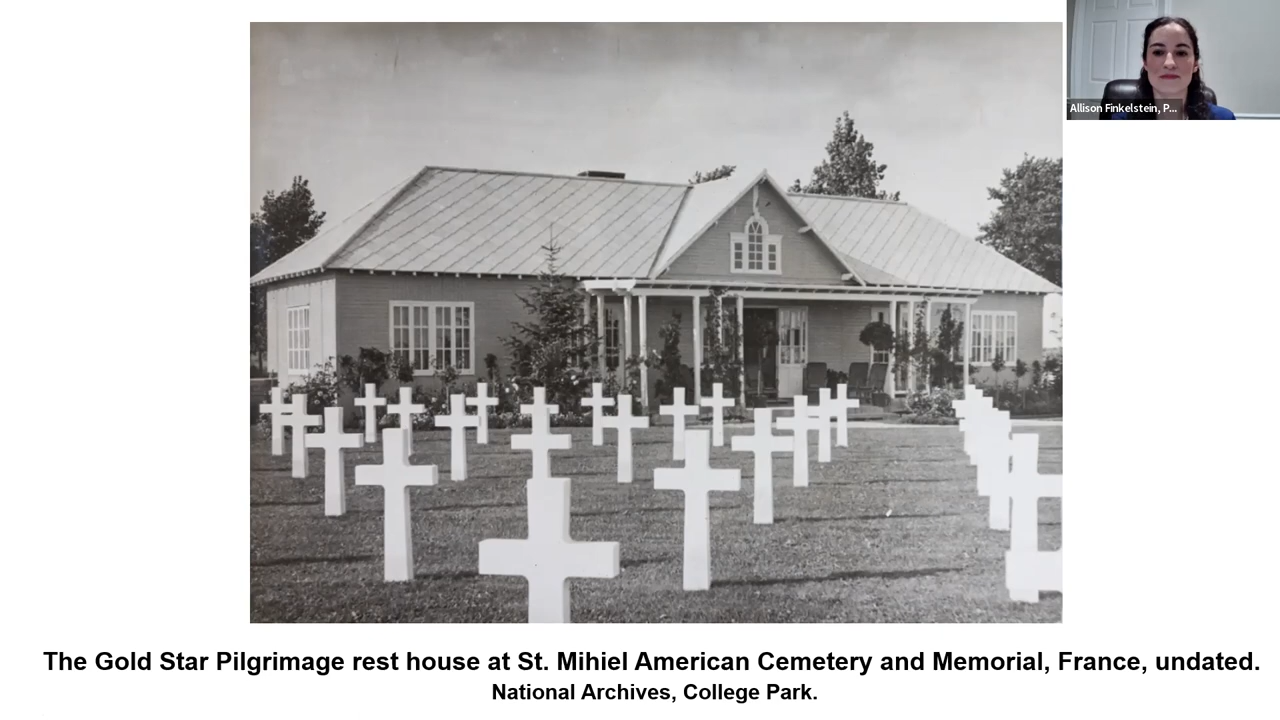 Allison Finkelstein, P...
The Gold Star Pilgrimage rest house at St. Mihiel American Cemetery and Memorial, France, undated.
National Archives, College Park.